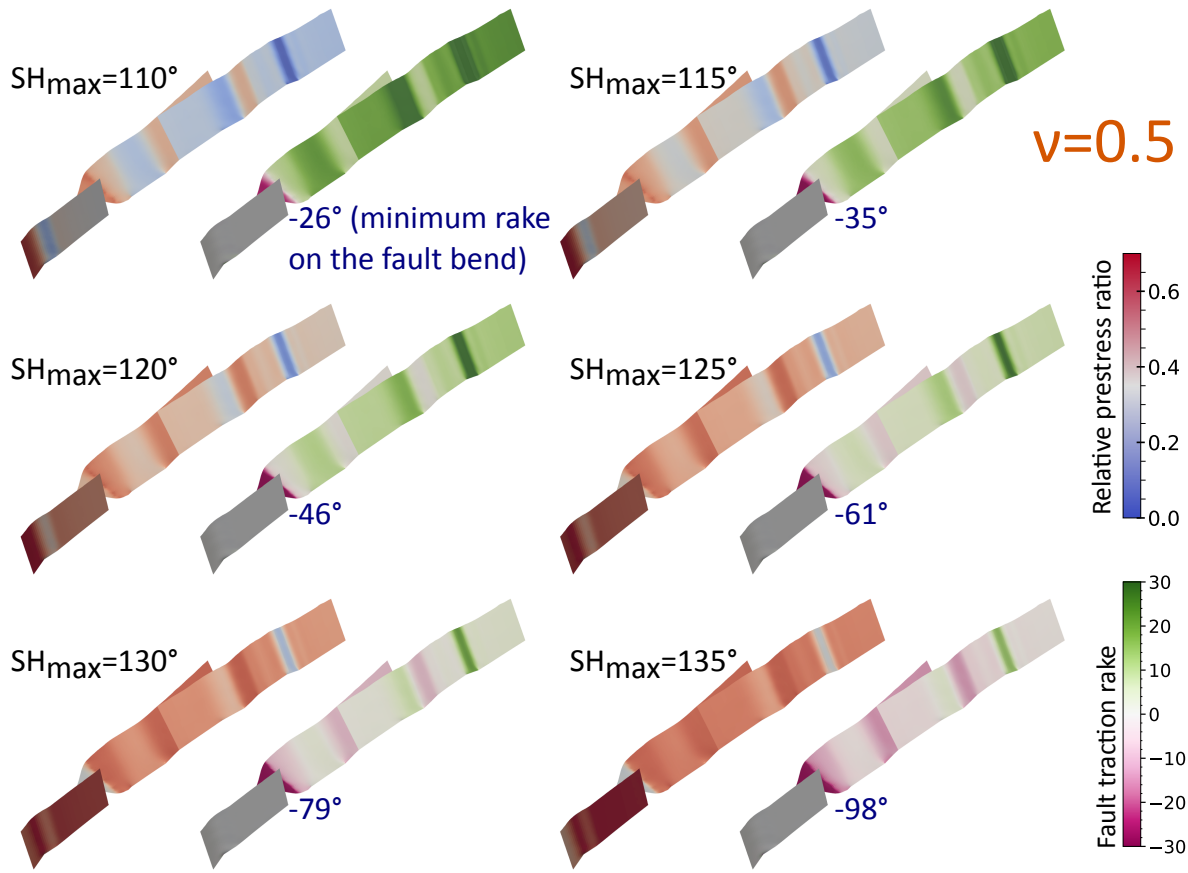 SHmax=110°
SHmax=115°
ν=0.5
-26° (minimum rake
on the fault bend)
-35°
SHmax=120°
SHmax=125°
-46°
-61°
Relative prestress ratio
0.6
0.4
0.2
0.0
SHmax=130°
SHmax=135°
-79°
-98°
Fault traction rake
30
20
10
0
−10
−20
−30